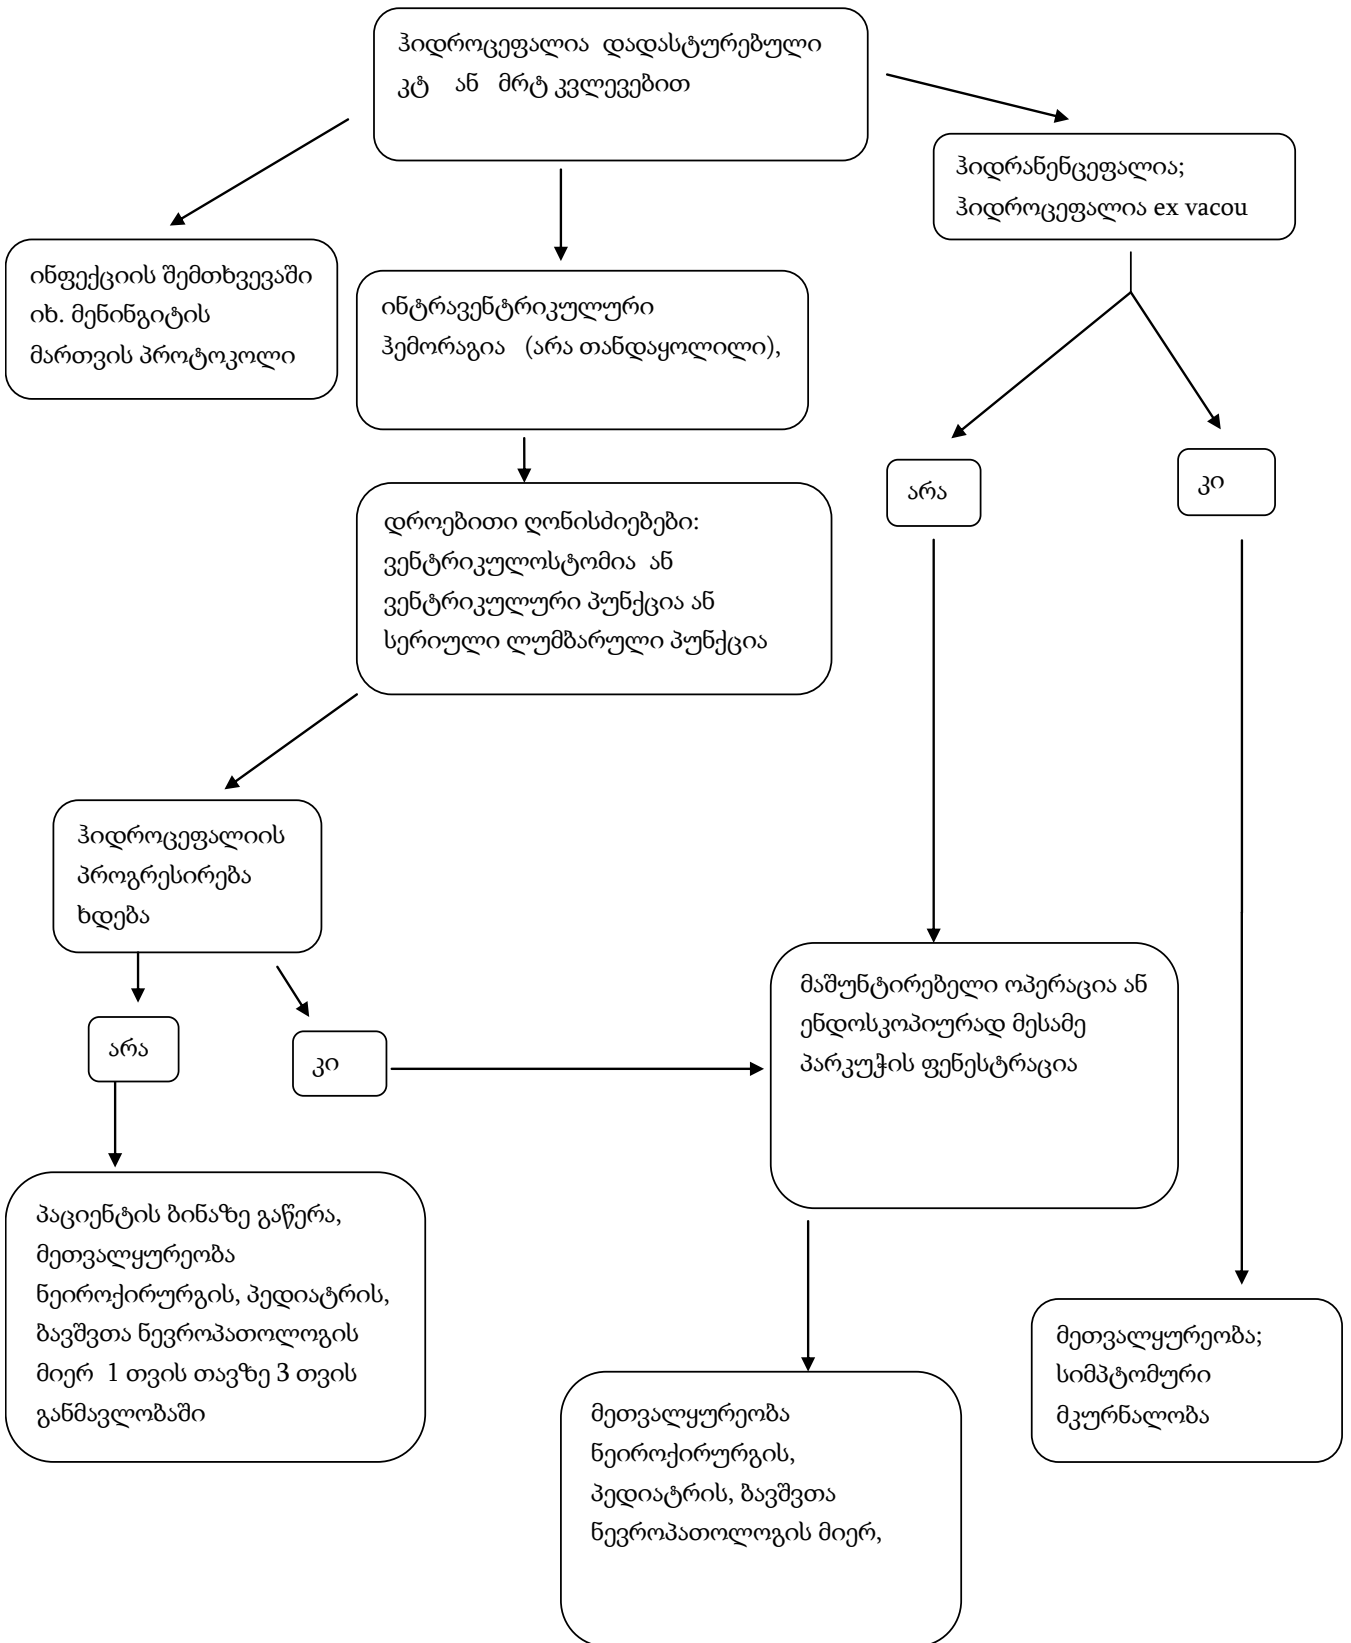 ჰიდროცეფალია დადასტურებული
კტ ან მრტ კვლევებით
ჰიდრანენცეფალია;
ჰიდროცეფალია ex vacou
ინფექციის შემთხვევაში
იხ. მენინგიტის
მართვის პროტოკოლი
ინტრავენტრიკულური
ჰემორაგია (არა თანდაყოლილი),
არა
კი
დროებითი ღონისძიებები:
ვენტრიკულოსტომია ან
ვენტრიკულური პუნქცია ან
სერიული ლუმბარული პუნქცია
ჰიდროცეფალიის
პროგრესირება
ხდება
არა
კი
მაშუნტირებელი ოპერაცია ან
ენდოსკოპიურად მესამე
პარკუჭის ფენესტრაცია
პაციენტის ბინაზე გაწერა,
მეთვალყურეობა
ნეიროქირურგის, პედიატრის,
ბავშვთა ნევროპათოლოგის
მიერ 1 თვის თავზე 3 თვის
განმავლობაში
მეთვალყურეობა;
სიმპტომური
მკურნალობა
მეთვალყურეობა
ნეიროქირურგის,
პედიატრის, ბავშვთა
ნევროპათოლოგის მიერ,